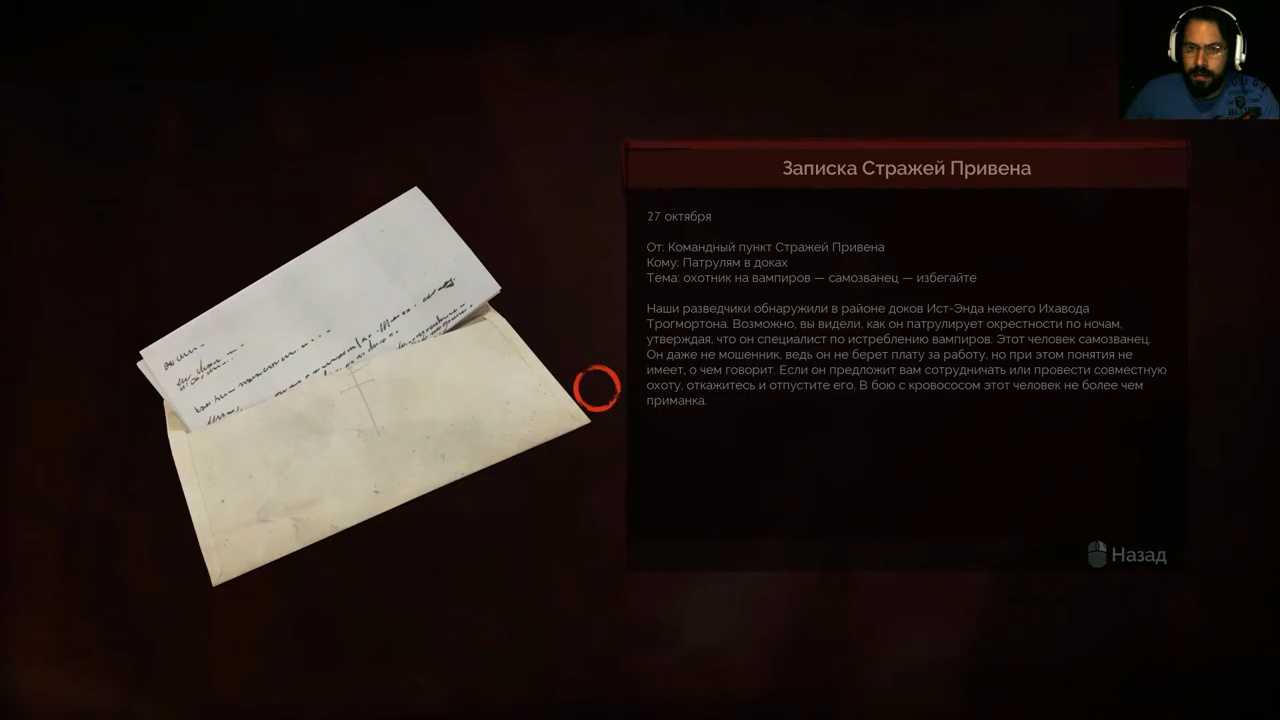 Записка Стражей Привена
27 октября
От: Командный пункт Стражей Привена
Кому: Патрулям в доках
Тема: охотник на вампиров — самозванец — избегайте
Наши разведчики обнаружили в районе доков Ист-Энда некоего Ихавода
Трогмортона. Возможно, вы видели, как он патрулирует окрестности по ночам,
утверждая, что он специалист по истреблению вампиров. Этот человек самозванец.
Он даже не мошенник, ведь он не берет плату за работу, но при этом понятия не
имеет, о чем говорит. Если он предложит вам сотрудничать или провести совместную
охоту, откажитесь и отпустите его. В бою с кровососом этот человек не более чем
приманка.
Назад